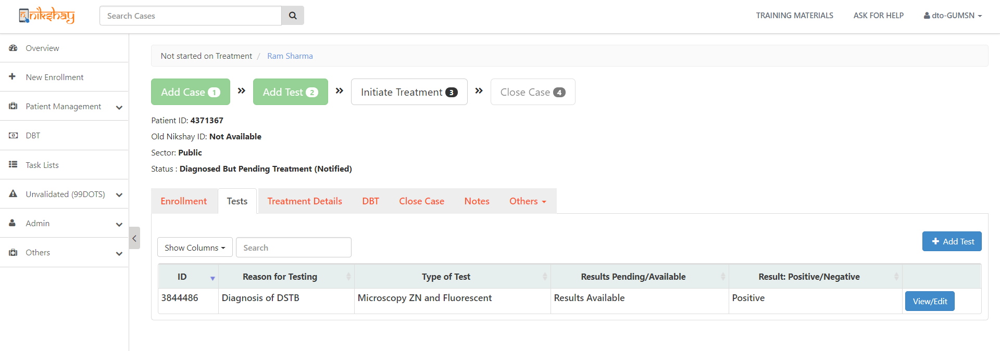 nikshay
Search Cases
TRAINING MATERIALS ASK FOR HELP dto-GUMSN
Overview
New Enrollment
Patient Management
DBT
Task Lists
Unvalidated (99DOTS)
Admin
Others
Not started on Treatment / Ram Sharma
Add Case 1 » Add Test 2 » Initiate Treatment 3 » Close Case 4
Patient ID: 4371367
Old Nikshay ID: Not Available
Sector: Public
Status : Diagnosed But Pending Treatment (Notified)
Enrollment Tests Treatment Details DBT Close Case Notes Others
Show Columns Search + Add Test
ID Reason for Testing Type of Test Results Pending/Available Result: Positive/Negative
3844486 Diagnosis of DSTB Microscopy ZN and Fluorescent Results Available Positive View/Edit